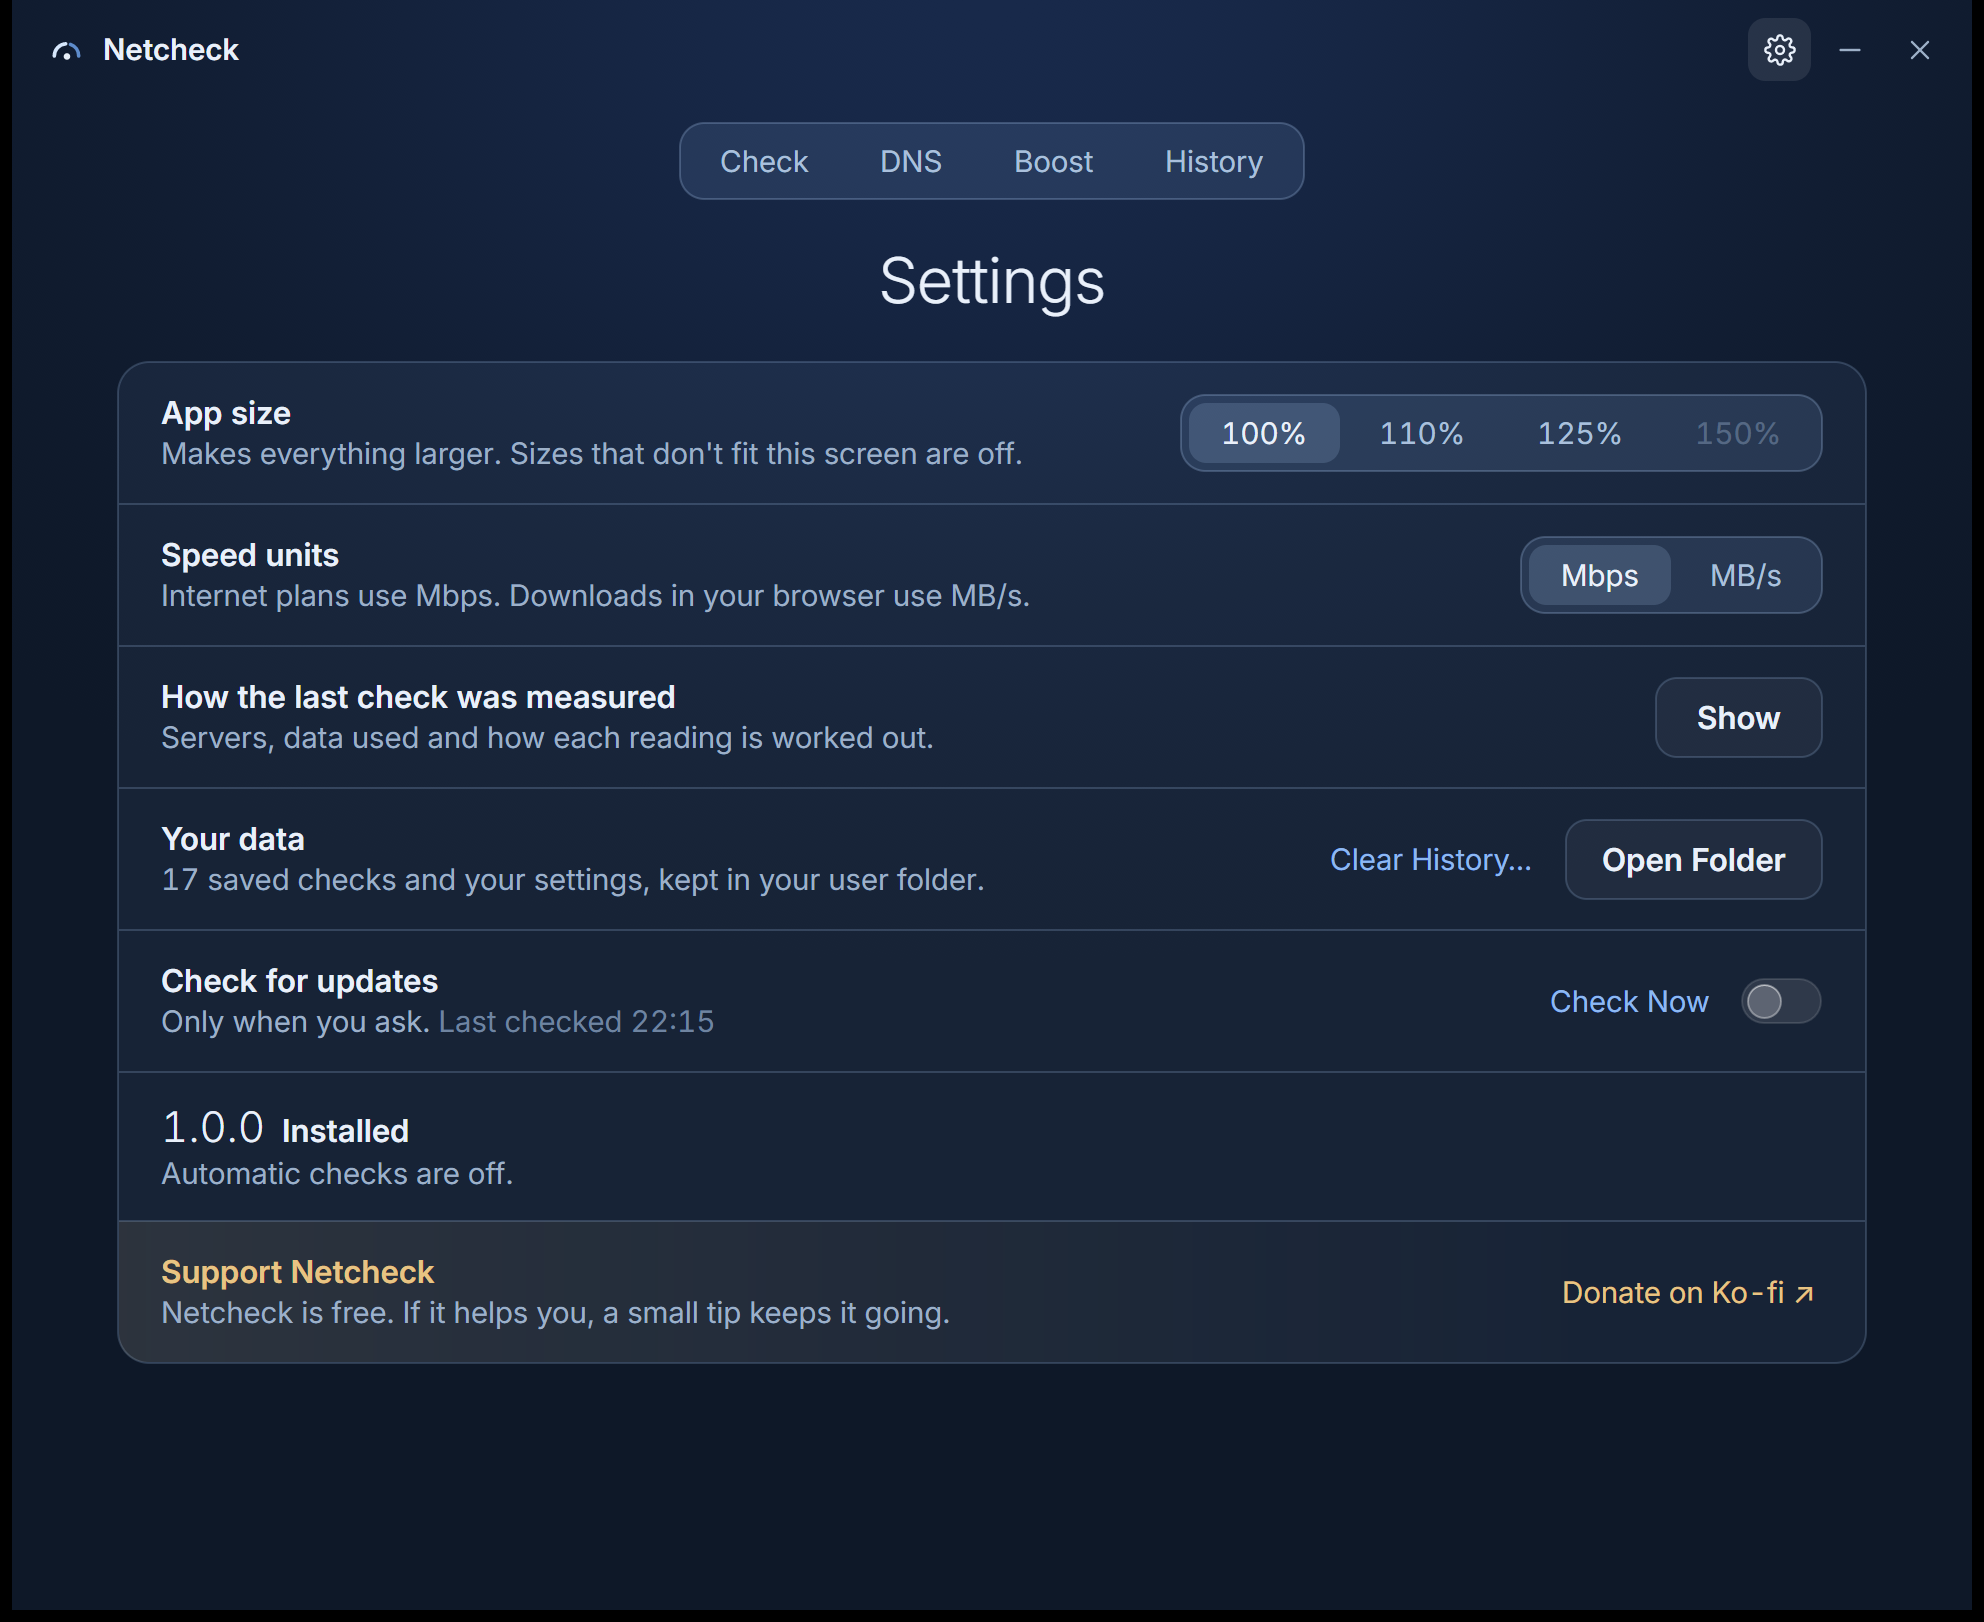 Netcheck
Check DNS Boost History
Settings
App size
Makes everything larger. Sizes that don't fit this screen are off.
100% 110% 125% 150%
Speed units
Internet plans use Mbps. Downloads in your browser use MB/s.
Mbps MB/s
How the last check was measured
Servers, data used and how each reading is worked out.
Show
Your data
17 saved checks and your settings, kept in your user folder.
Clear History... Open Folder
Check for updates
Only when you ask. Last checked 22:15
Check Now
1.0.0 Installed
Automatic checks are off.
Support Netcheck
Netcheck is free. If it helps you, a small tip keeps it going.
Donate on Ko-fi ↗